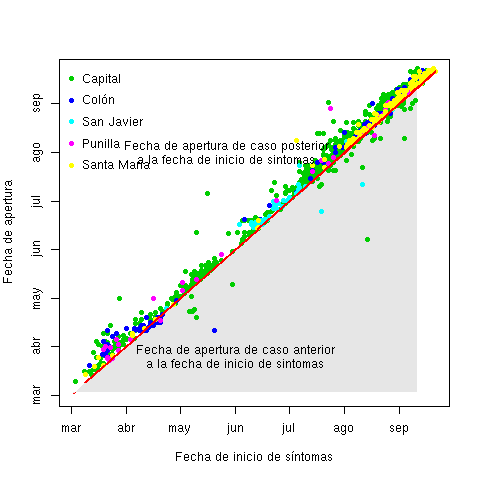 Capital
Colón
San Javier
Punilla
Santa María
Fecha de apertura de caso posterior
a la fecha de inicio de sintomas
Fecha de apertura de caso anterior
a la fecha de inicio de sintomas
Fecha de apertura
mar
abr
may
jun
jul
ago
sep
mar
abr
may
jun
jul
ago
sep
Fecha de inicio de síntomas